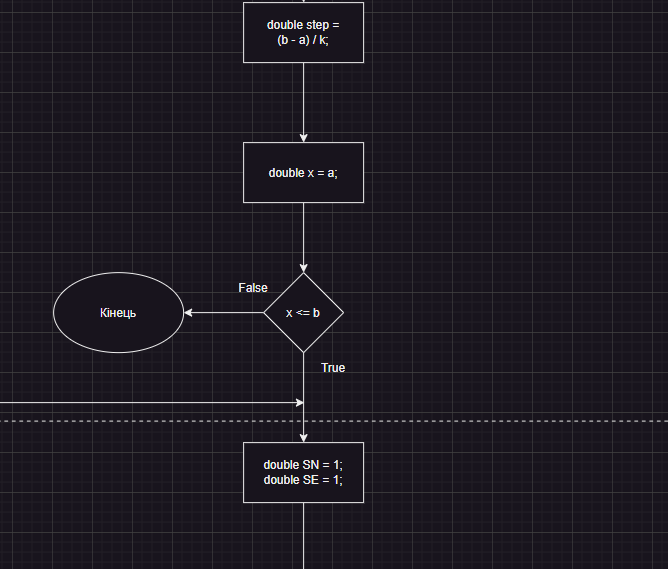 double step =
(b - a) / k;
double x = a;
False
Кінець
x <= b
True
double SN = 1;
double SE = 1;